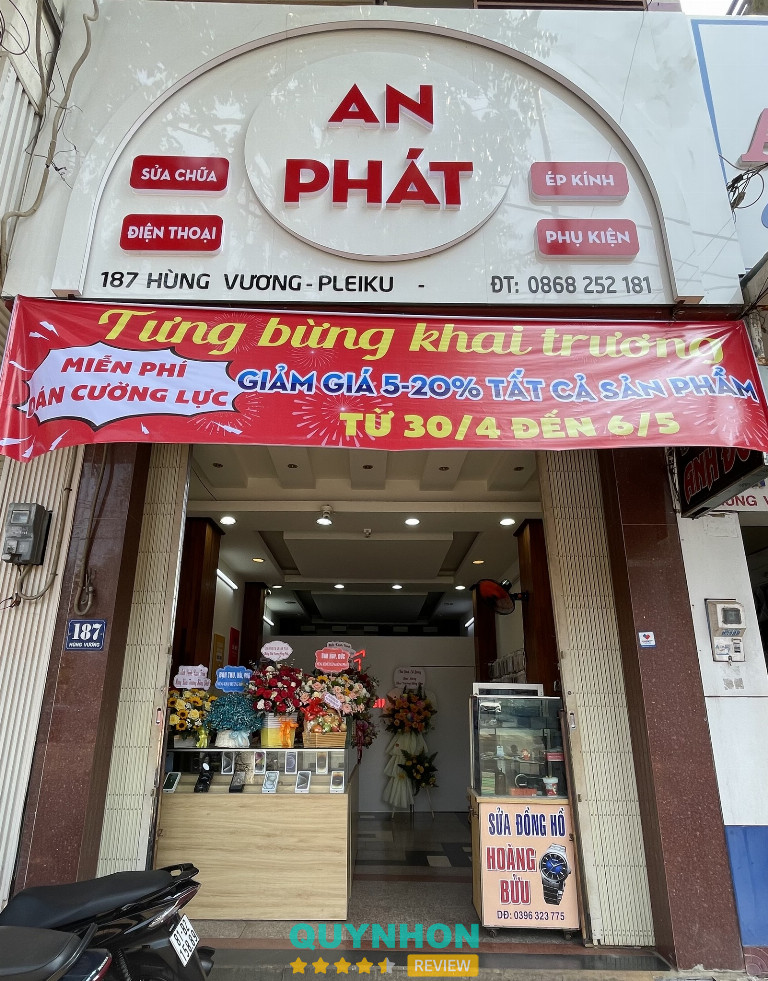 AN
PHÁT
SỬA CHỮA
ÉP KÍNH
ĐIỆN THOẠI
PHỤ KIỆN
187 HÙNG VƯƠNG - PLEIKU -
ĐT: 0868 252 181
Tưng bừng khai trương
MIỄN PHÍ
DÁN CƯỜNG LỰC
GIẢM GIÁ 5-20% TẤT CẢ SẢN PHẨM
TỪ 30/4 ĐẾN 6/5
187
HÙNG VƯƠNG
SỬA ĐỒNG HỒ
HOÀNG
BỬU
DĐ: 0396 323 775
QUYNHON
REVIEW